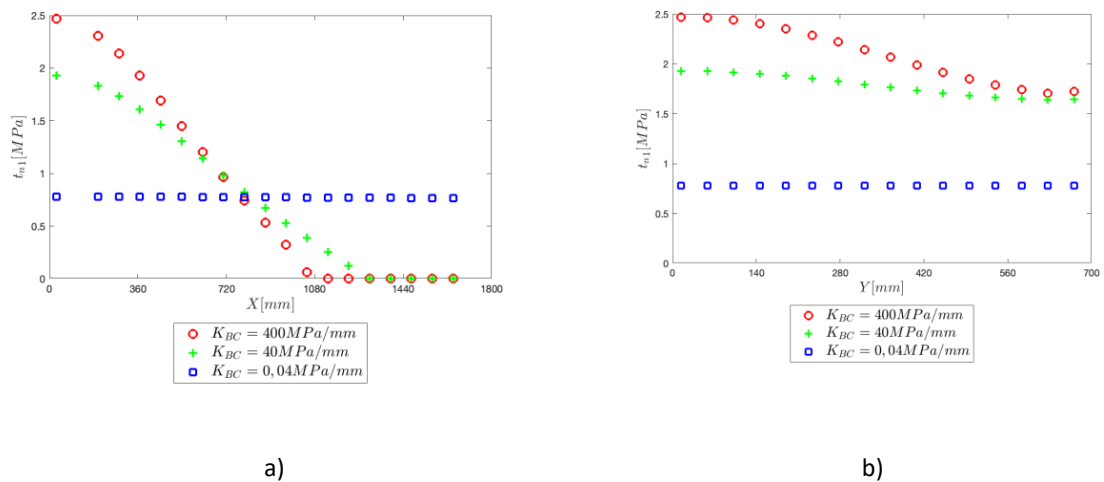 2.5
2
1.5
1
0.5
0
t_{n1}[MPa]
0 360 720 1080 1440 1800
X[mm]
K_{BC} = 400MPa/mm
K_{BC} = 40MPa/mm
K_{BC} = 0,04MPa/mm
a)
2.5
2
1.5
1
0.5
0
t_{n1}[MPa]
0 140 280 420 560 700
Y[mm]
K_{BC} = 400MPa/mm
K_{BC} = 40MPa/mm
K_{BC} = 0,04MPa/mm
b)